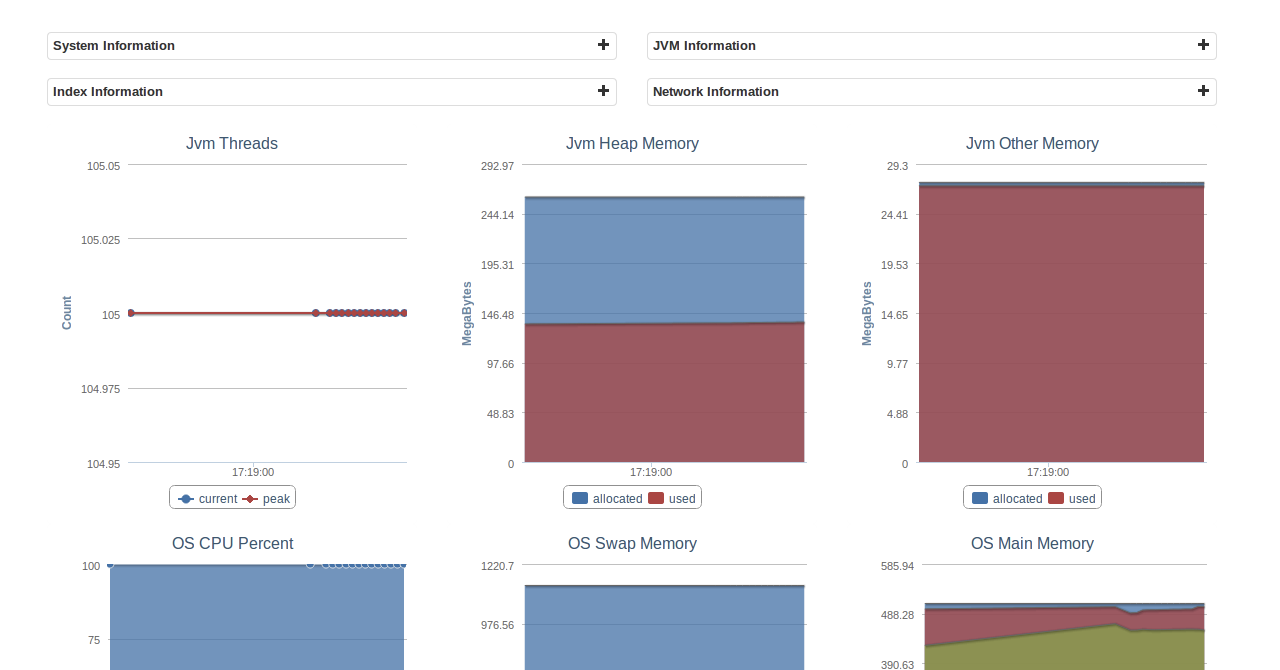 System Information
JVM Information
Index Information
Network Information
Jvm Threads
105.05
105.025
105
104.975
104.95
Count
17:19:00
current peak
Jvm Heap Memory
292.97
244.14
195.31
146.48
97.66
48.83
0
MegaBytes
17:19:00
allocated used
Jvm Other Memory
29.3
24.41
19.53
14.65
9.77
4.88
0
MegaBytes
17:19:00
allocated used
OS CPU Percent
100
75
OS Swap Memory
1220.7
976.56
OS Main Memory
585.94
488.28
390.63